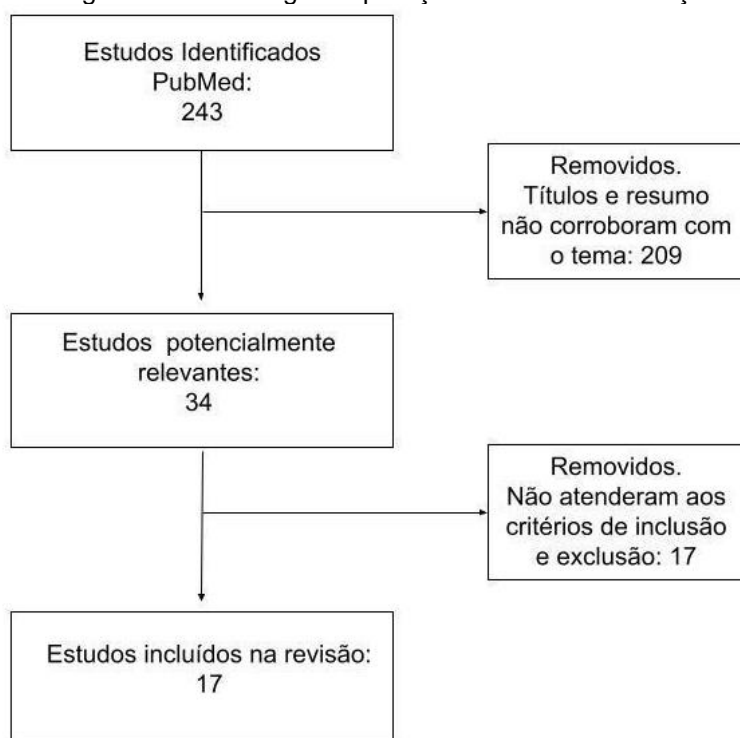 Estudos Identificados
PubMed:
243
Removidos.
Títulos e resumo
não corroboram com
o tema: 209
Estudos potencialmente
relevantes:
34
Removidos.
Não atenderam aos
critérios de inclusão
e exclusão: 17
Estudos incluídos na revisão:
17